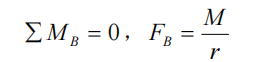 ∑ M_B = 0 , F_B = M/r